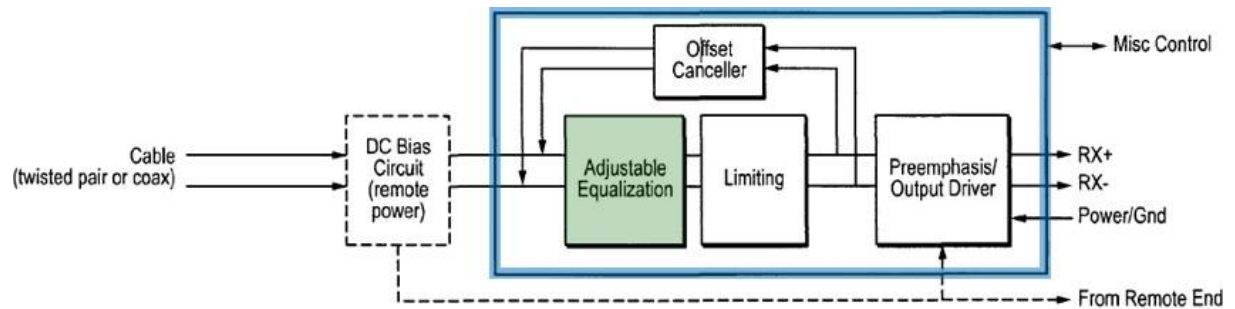 Offset
Canceller
Misc Control
Cable
(twisted pair or coax)
DC Bias
Circuit
(remote
power)
Adjustable
Equalization
Limiting
Preemphasis/
Output Driver
RX+
RX-
Power/Gnd
From Remote End